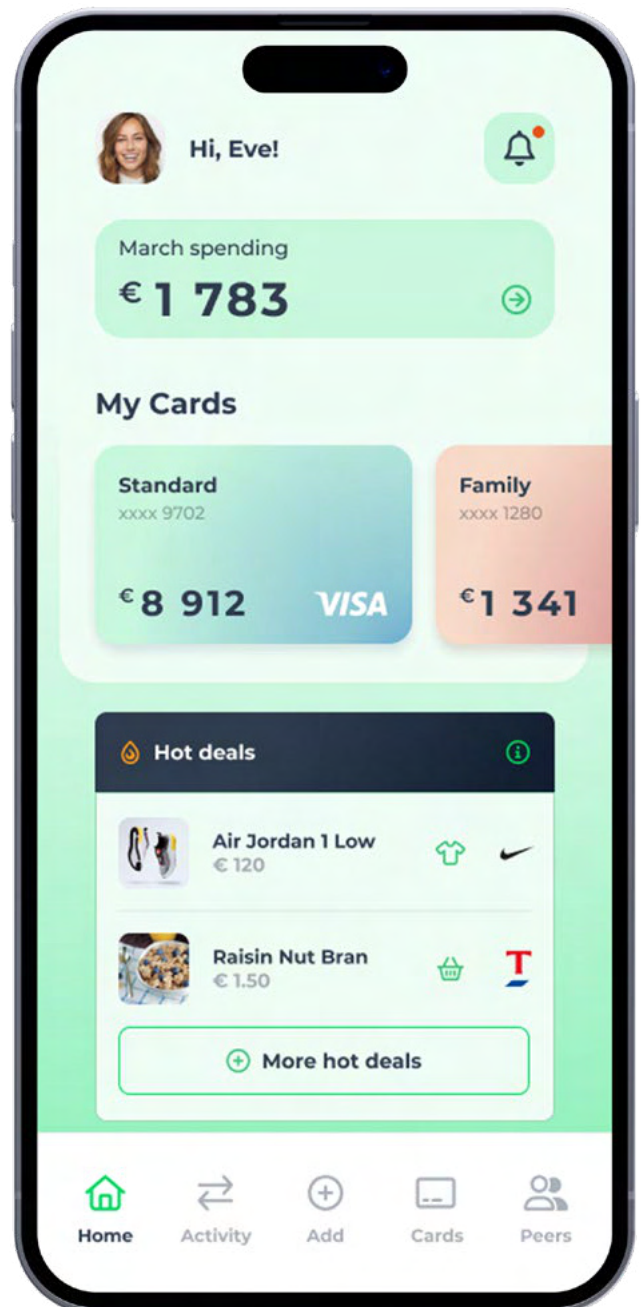 Hi, Eve!
March spending
€ 1 783
My Cards
Standard
xxxx 9702
€ 8 912 VISA
Family
xxxx 1280
€ 1 341
Hot deals
Air Jordan 1 Low
€ 120
Raisin Nut Bran
€ 1.50
T
More hot deals
Home
Activity
Add
Cards
Peers